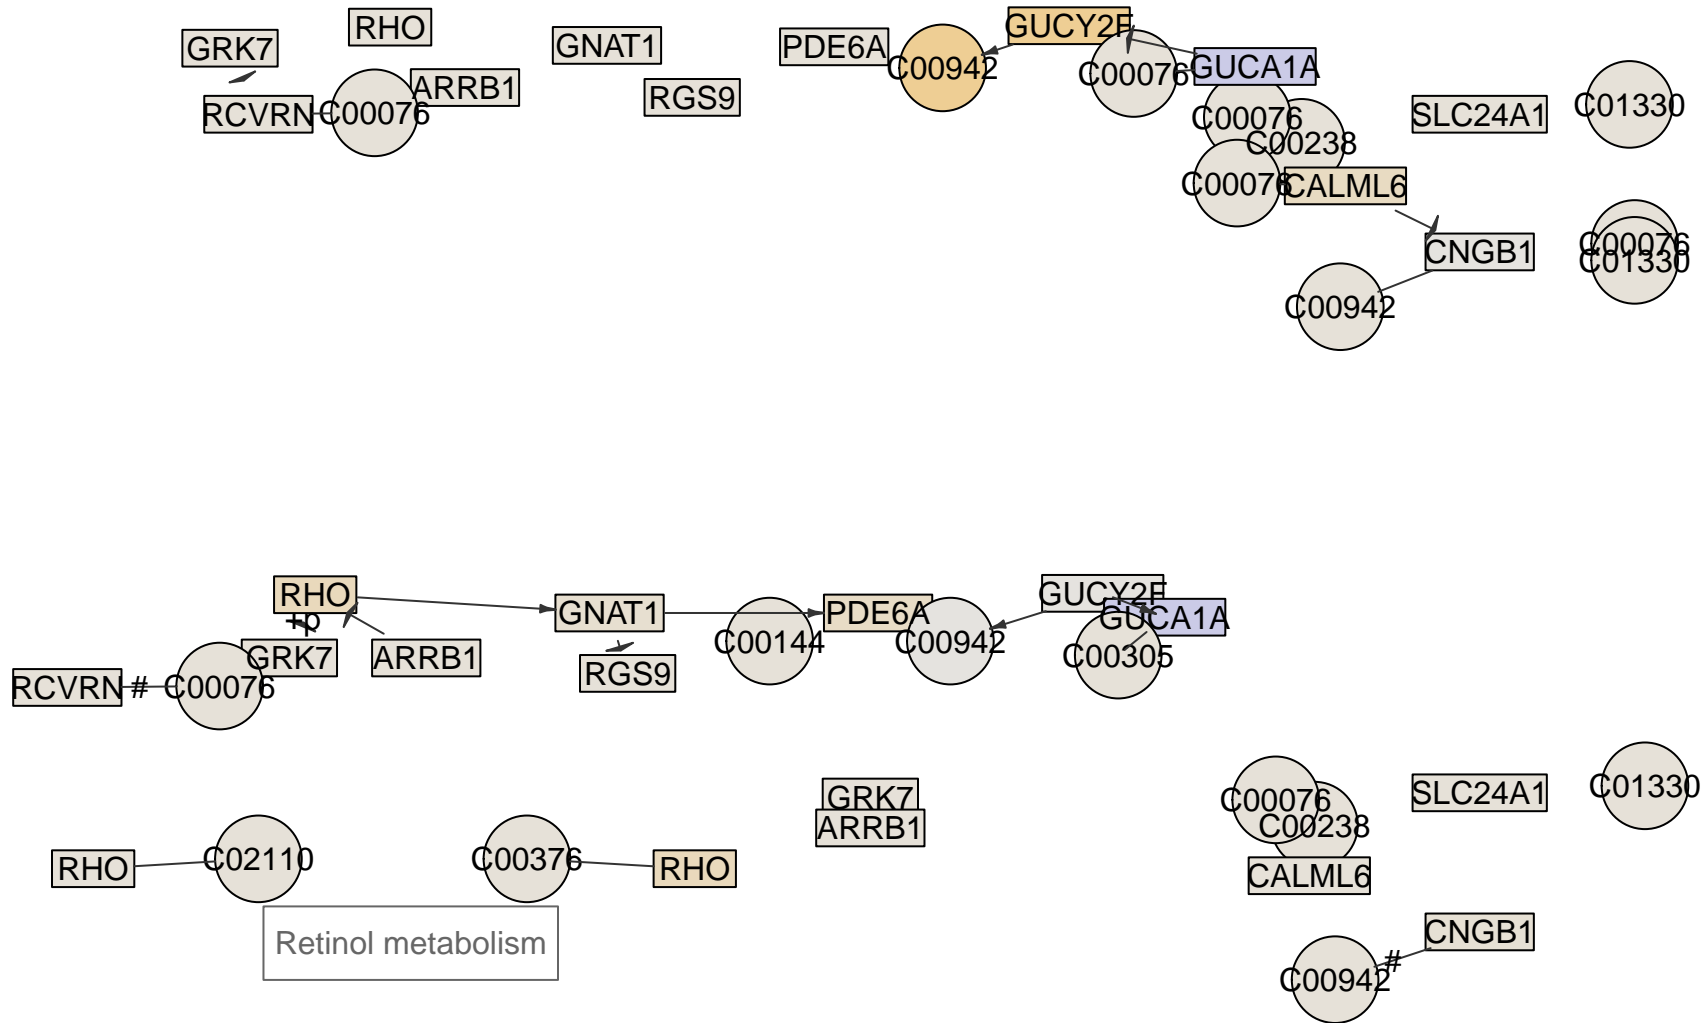 RHO
GRK7
GNAT1
PDE6A
GUCY2F
C00942
C00076
GUCA1A
ARRB1
RGS9
RCVRN
C00076
C00076
SLC24A1
C01330
C00238
C00076
CALML6
C00076
CNGB1
C01330
C00942
RHO
+p
GNAT1
PDE6A
GUCY2F
GUCA1A
C00144
C00942
C00305
GRK7
ARRB1
RGS9
RCVRN
#
C00076
C01330
GRK7
C00076
SLC24A1
ARRB1
C00238
RHO
C02110
C00376
RHO
CALML6
Retinol metabolism
CNGB1
#
C00942